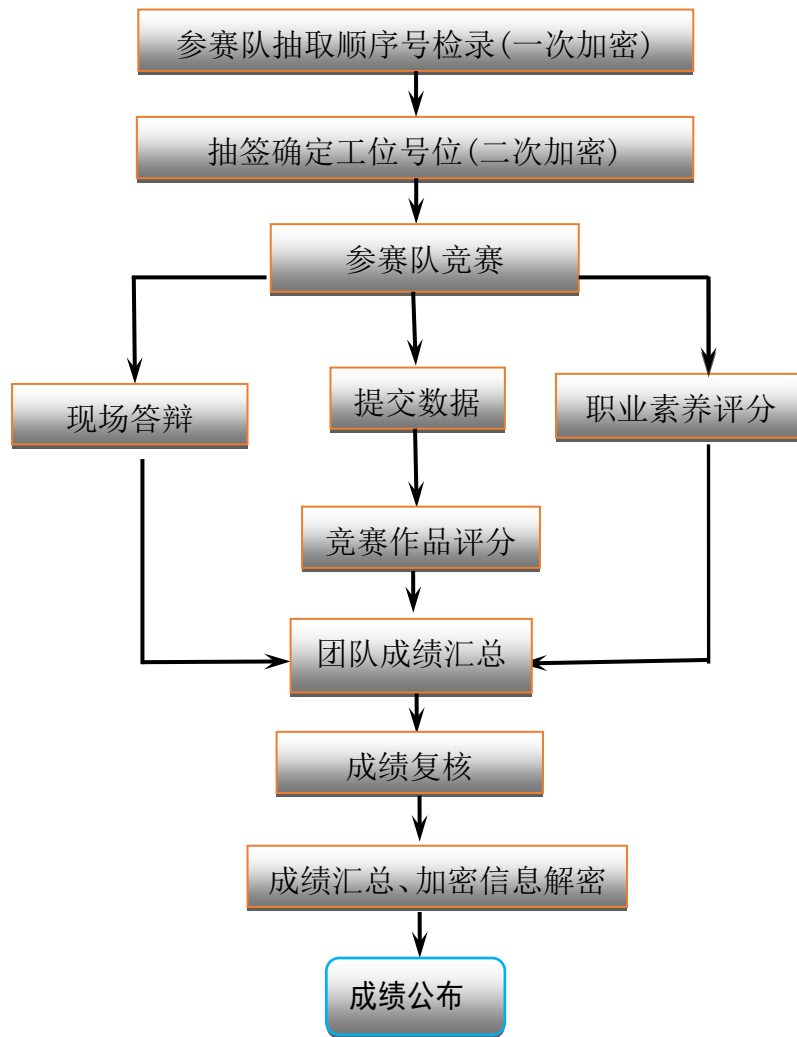 参赛队抽取顺序号检录(一次加密)
抽签确定工位号位(二次加密)
参赛队竞赛
现场答辩
提交数据
职业素养评分
竞赛作品评分
团队成绩汇总
成绩复核
成绩汇总、加密信息解密
成绩公布